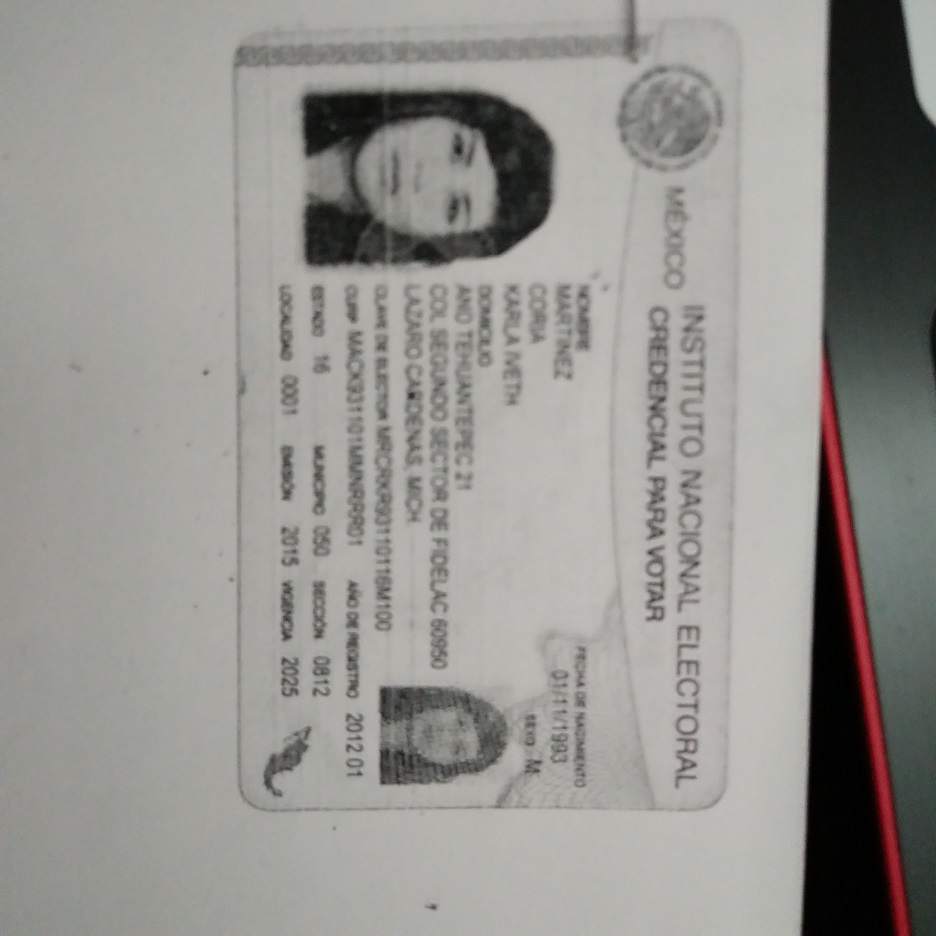 MÉXICO INSTITUTO NACIONAL ELECTORAL
CREDENCIAL PARA VOTAR
NOMBRE
MARTINEZ
CORIA
KARLA IVETH
FECHA DE NACIMIENTO
01/11/1993
SEXO M
DOMICILIO
AND TEHUANTEPEC 21
COL SEGUNDO SECTOR DE FIDELAC 60950
LAZARO CARDENAS, MICH.
CLAVE DE ELECTOR MRCRKR93110116M100
CURP MACK931101MMNRRR01 AÑO DE REGISTRO 2012 01
ESTADO 16 MUNICIPIO 050 SECCIÓN 0812
LOCALIDAD 0001 EMISIÓN 2015 VIGENCIA 2025